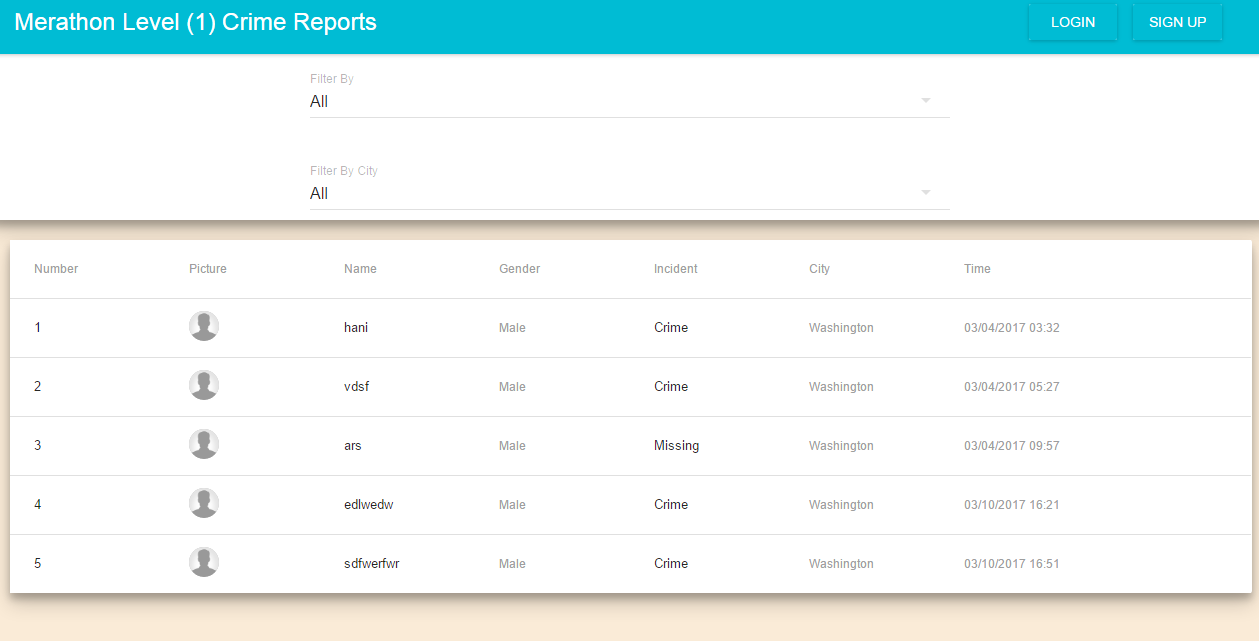 Merathon Level (1) Crime Reports LOGIN SIGN UP
Filter By
All
Filter By City
All
Number Picture Name Gender Incident City Time
1 hani Male Crime Washington 03/04/2017 03:32
2 vdsf Male Crime Washington 03/04/2017 05:27
3 ars Male Missing Washington 03/04/2017 09:57
4 edlwedw Male Crime Washington 03/10/2017 16:21
5 sdfwerfwr Male Crime Washington 03/10/2017 16:51